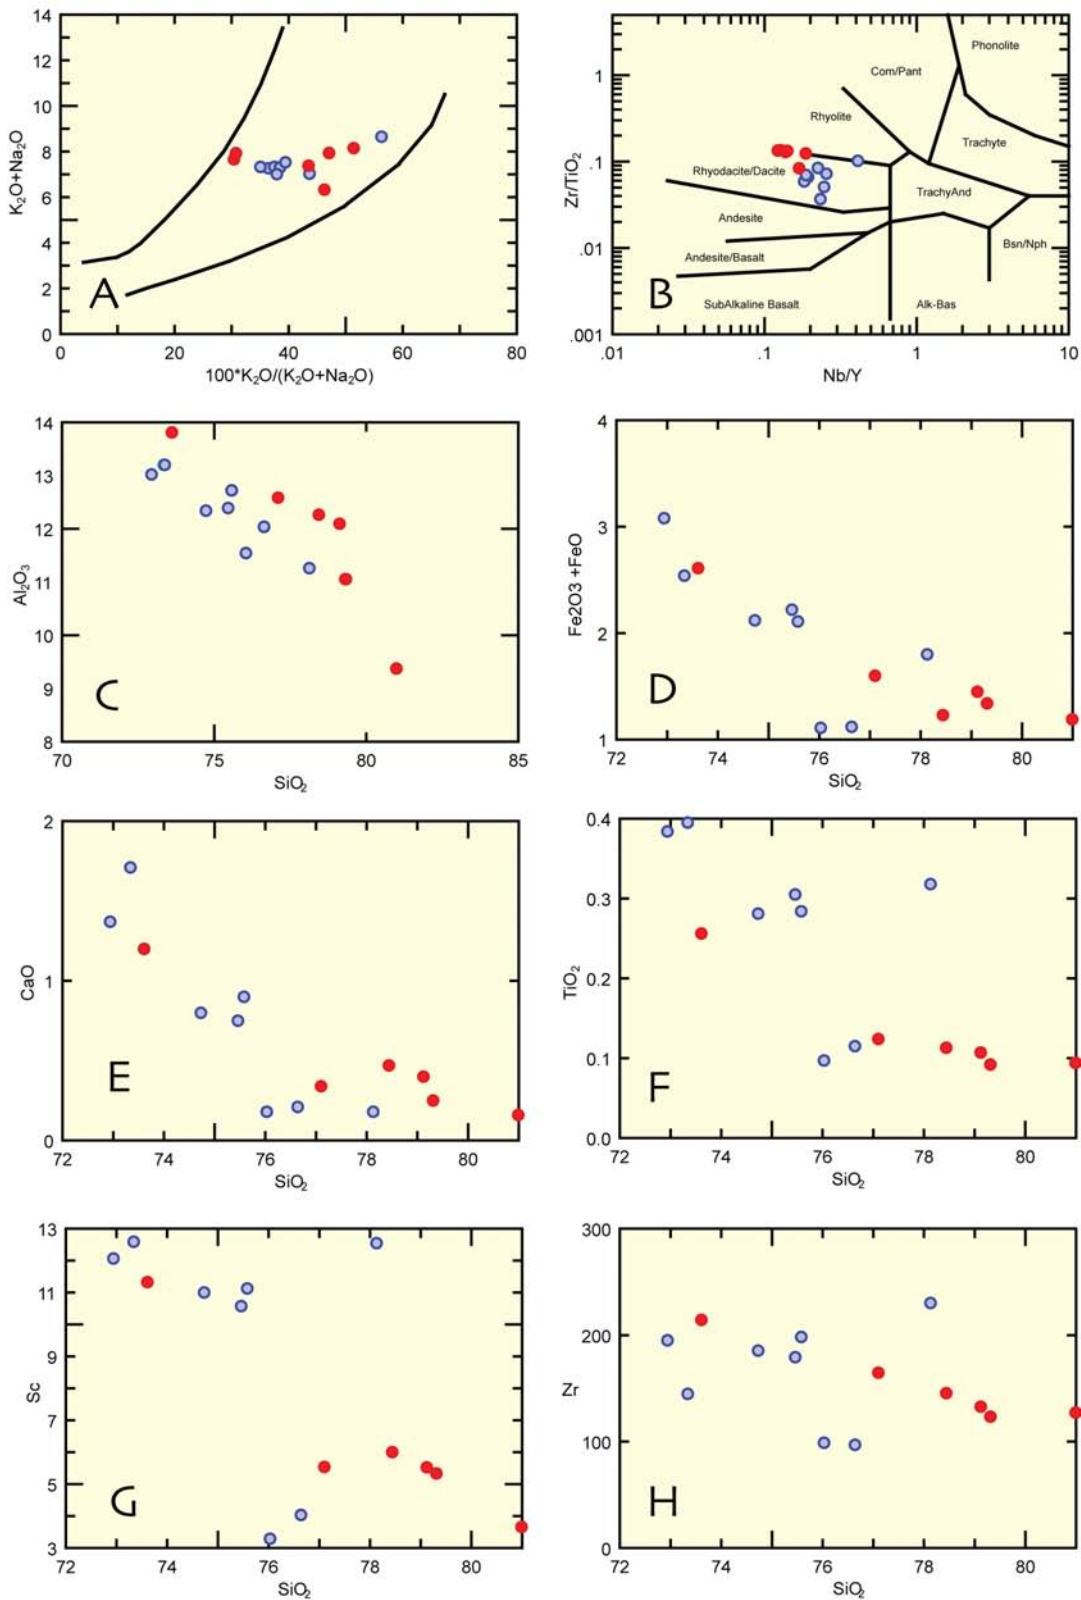 14
12
10
8
6
4
2
0
K₂O+Na₂O
A
0 20 40 60 80
100*K₂O/(K₂O+Na₂O)
1
.1
.01
.001
Zr/TiO₂
Phonolite
Com/Pant
Rhyolite
Trachyte
Rhyodacite/Dacite
TrachyAnd
Andesite
Bsn/Nph
Andesite/Basalt
SubAlkaline Basalt
Alk-Bas
B
.01 .1 1 10
Nb/Y
14
13
12
11
10
9
8
Al₂O₃
C
70 75 80 85
SiO₂
4
3
2
1
Fe2O3 +FeO
D
72 74 76 78 80
SiO₂
2
1
0
CaO
E
72 74 76 78 80
SiO₂
0.4
0.3
0.2
0.1
0.0
TiO₂
F
72 74 76 78 80
SiO₂
13
11
9
7
5
3
Sc
G
72 74 76 78 80
SiO₂
300
200
100
0
Zr
H
72 74 76 78 80
SiO₂